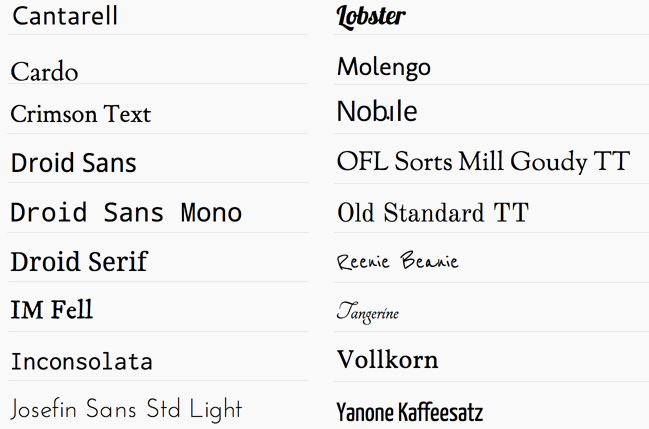 Cantarell
Cardo
Crimson Text
Droid Sans
Droid Sans Mono
Droid Serif
IM Fell
Inconsolata
Josefin Sans Std Light
Lobster
Molengo
Nobile
OFL Sorts Mill Goudy TT
Old Standard TT
Reenie Beanie
Tangerine
Vollkorn
Yanone Kaffeesatz